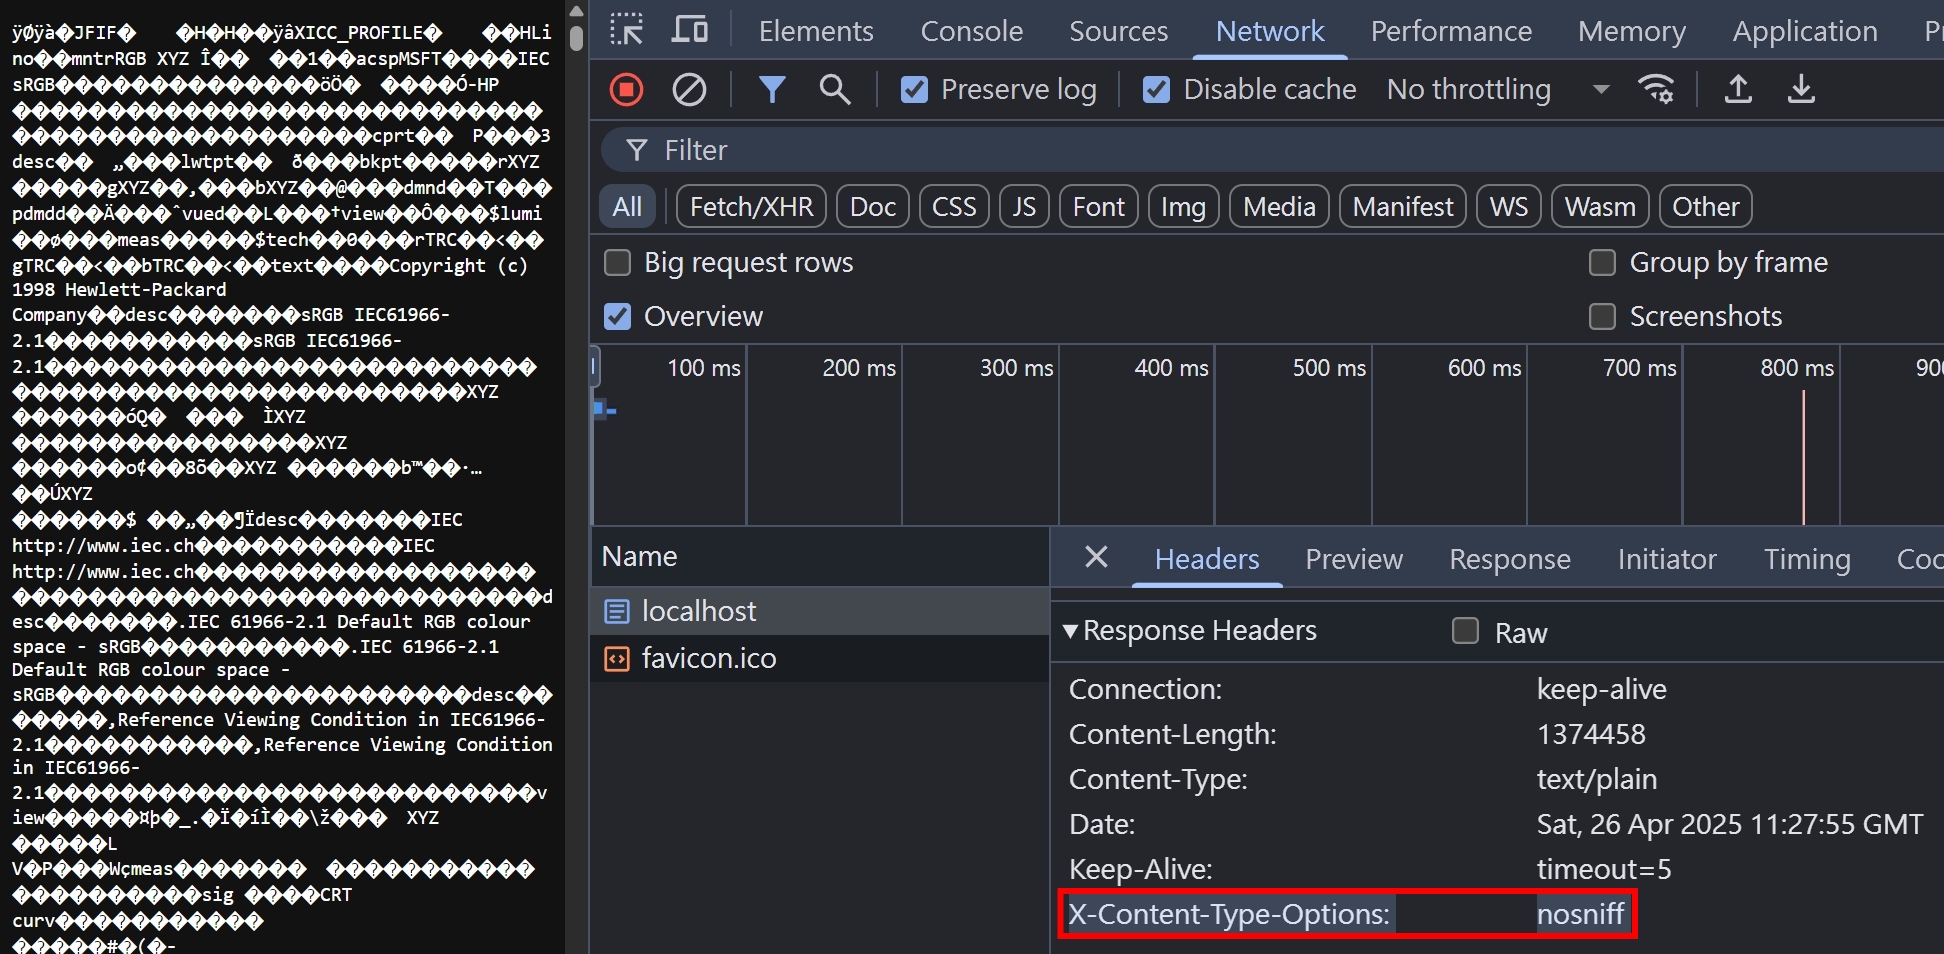 ÿØÿà�JFIF� �H�H��ÿâXICC_PROFILE� ��HLi
no��mntrRGB XYZ Î�� ��1��acspMSFT����IEC
sRGB��������������öÖ� ����Ó-HP
cprt�� P���3
desc�� „���lwtpt�� ð���bkpt�����rXYZ
�����gXYZ��,���bXYZ��@���dmnd��T���
pdmdd��Ä���ˆvued��L���†view��Ô���$lumi
��ø���meas�����$tech��0���rTRC��<��
gTRC��<��bTRC��<��text����Copyright (c)
1998 Hewlett-Packard
Company��desc�������sRGB IEC61966-
2.1��������������sRGB IEC61966-
2.1
XYZ
������óQ� ��� ÌXYZ
XYZ
������o¢��8õ��XYZ ������b™��·…
��ÚXYZ
������$ ��„��¶Ïdesc�������IEC
http://www.iec.ch�����������IEC
http://www.iec.ch
d
esc�������.IEC 61966-2.1 Default RGB colour
space - sRGB�����������.IEC 61966-2.1
Default RGB colour space -
sRGB����������������������desc��
�����,Reference Viewing Condition in IEC61966-
2.1������������,Reference Viewing Condition
in IEC61966-
2.1��������������������������v
iew�����¤þ�_.�Ï�íÌ��\ž��� XYZ
�����L
V�P���Wçmeas
sig ����CRT
curv
�����#�(�-
Elements Console Sources Network Performance Memory Application
Preserve log Disable cache No throttling
Filter
All Fetch/XHR Doc CSS JS Font Img Media Manifest WS Wasm Other
Big request rows Group by frame
Overview Screenshots
100 ms 200 ms 300 ms 400 ms 500 ms 600 ms 700 ms 800 ms 900
Name
localhost
favicon.ico
Headers Preview Response Initiator Timing Coo
Response Headers Raw
Connection: keep-alive
Content-Length: 1374458
Content-Type: text/plain
Date: Sat, 26 Apr 2025 11:27:55 GMT
Keep-Alive: timeout=5
X-Content-Type-Options: nosniff